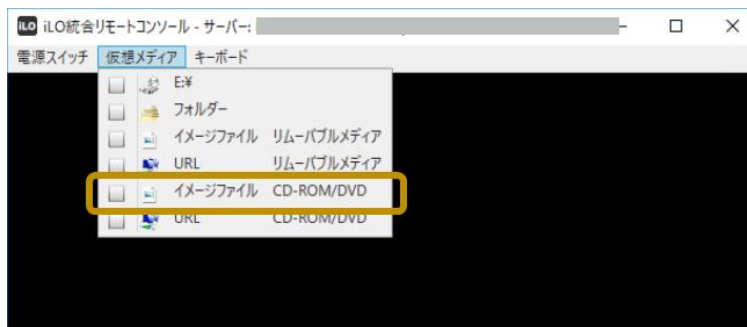 iLO iLO統合リモートコンソール - サーバー:
電源スイッチ 仮想メディア キーボード
E:¥
フォルダー
イメージファイル リムーバブルメディア
URL リムーバブルメディア
イメージファイル CD-ROM/DVD
URL CD-ROM/DVD